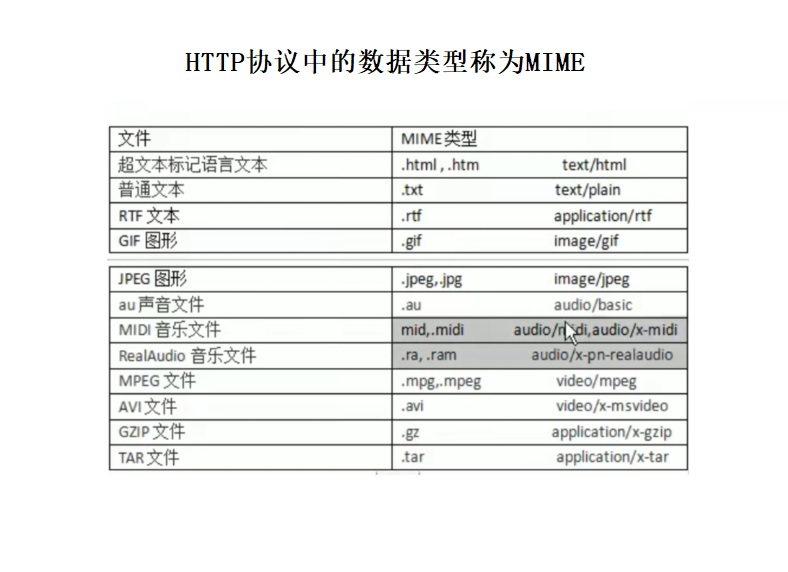 HTTP协议中的数据类型称为MIME
文件 MIME类型
超文本标记语言文本 .html , .htm text/html
普通文本 .txt text/plain
RTF 文本 .rtf application/rtf
GIF 图形 .gif image/gif
JPEG 图形 .jpeg,.jpg image/jpeg
au 声音文件 .au audio/basic
MIDI 音乐文件 mid,.midi audio/midi,audio/x-midi
RealAudio 音乐文件 .ra, .ram audio/x-pn-realaudio
MPEG 文件 .mpg,.mpeg video/mpeg
AVI 文件 .avi video/x-msvideo
GZIP 文件 .gz application/x-gzip
TAR 文件 .tar application/x-tar